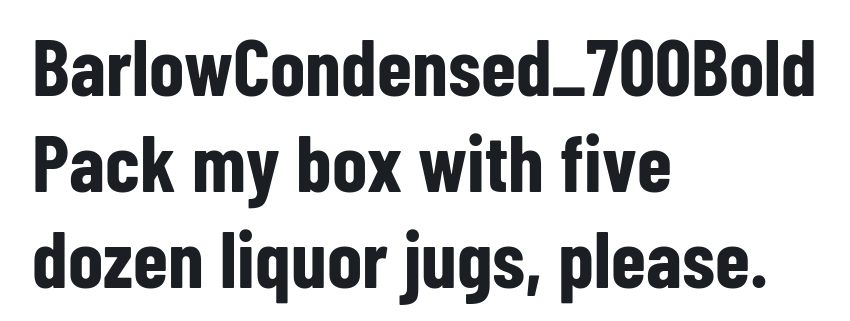 BarlowCondensed_700Bold
Pack my box with five
dozen liquor jugs, please.